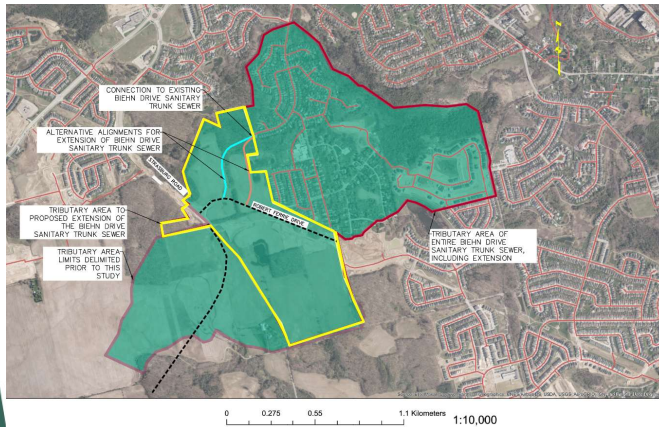 CONNECTION TO EXISTING
BIEHN DRIVE SANITARY
TRUNK SEWER
ALTERNATIVE ALIGNMENTS FOR
EXTENSION OF BIEHN DRIVE
SANITARY TRUNK SEWER
STRASBURG ROAD
ROBERT FERRIE DRIVE
TRIBUTARY AREA TO
PROPOSED EXTENSION OF
THE BIEHN DRIVE
SANITARY TRUNK SEWER
TRIBUTARY AREA
LIMITS DELIMITED
PRIOR TO THIS
STUDY
TRIBUTARY AREA OF
ENTIRE BIEHN DRIVE
SANITARY TRUNK SEWER,
INCLUDING EXTENSION
0 0.275 0.55 1.1 Kilometers
1:10,000